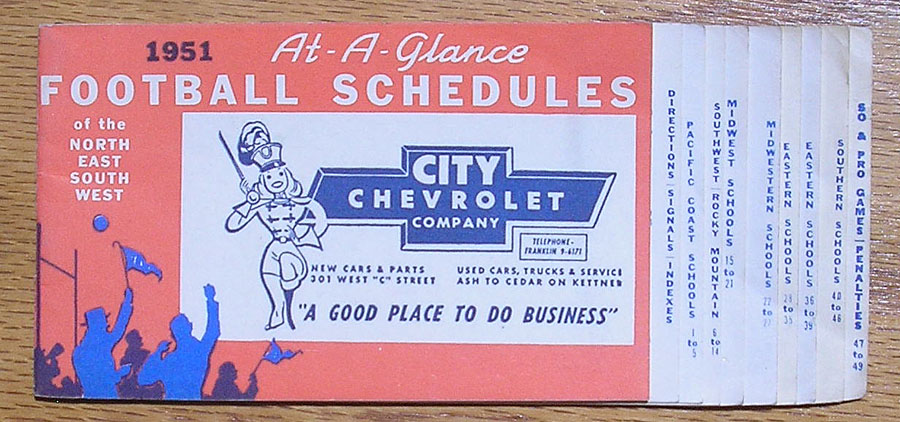 1951 At-A-Glance
FOOTBALL SCHEDULES
of the
NORTH
EAST
SOUTH
WEST
CITY
CHEVROLET
COMPANY
TELEPHONE-
FRANKLIN 9-6171
NEW CARS & PARTS
301 WEST "C" STREET
USED CARS, TRUCKS & SERVICE
ASH TO CEDAR ON KETTNER
"A GOOD PLACE TO DO BUSINESS"
DIRECTIONS-SIGNALS-INDEXES
PACIFIC COAST SCHOOLS 1 to 5
SOUTHWEST-ROCKY MOUNTAIN 6 to 14
MIDWEST SCHOOLS 15 to 21
MIDWESTERN SCHOOLS 22 to 27
EASTERN SCHOOLS 28 to 35
EASTERN SCHOOLS 36 to 39
SOUTHERN SCHOOLS 40 to 46
SO & PRO GAMES-PENALTIES 47 to 49